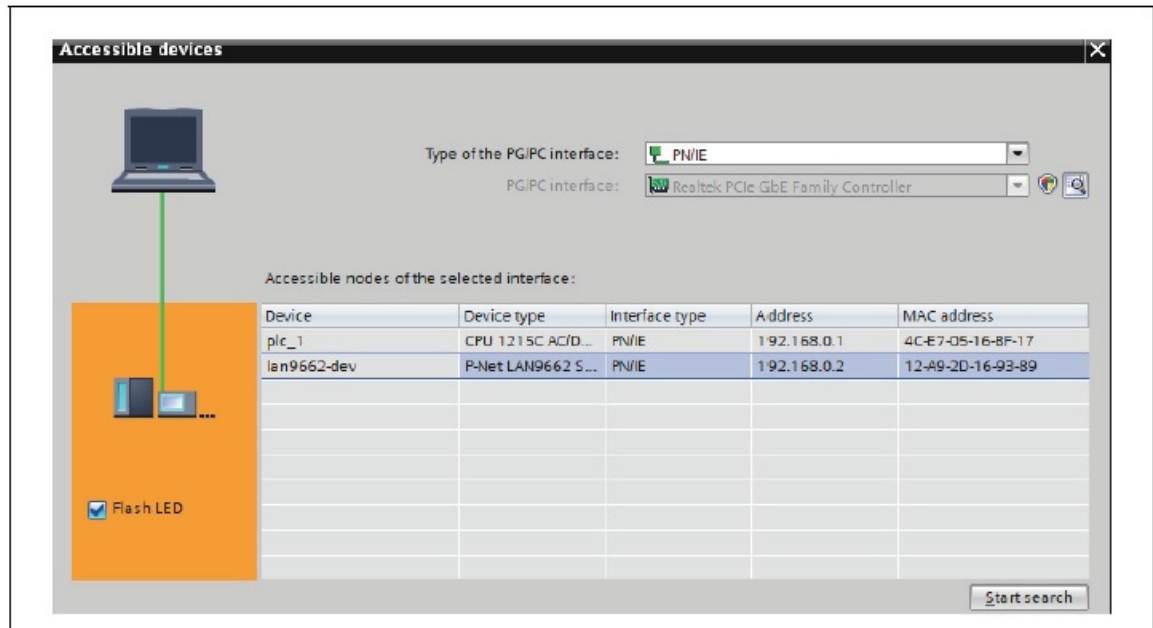 Accessible devices
Type of the PG/PC interface: PN/IE
PG/PC interface: Realtek PCIe GbE Family Controller
Accessible nodes of the selected interface:
Device Device type Interface type Address MAC address
plc_1 CPU 1215C AC/D... PN/IE 192.168.0.1 4C-E7-05-16-BF-17
lan9662-dev P-Net LAN9662 S... PN/IE 192.168.0.2 12-A9-2D-16-93-89
Flash LED
Start search